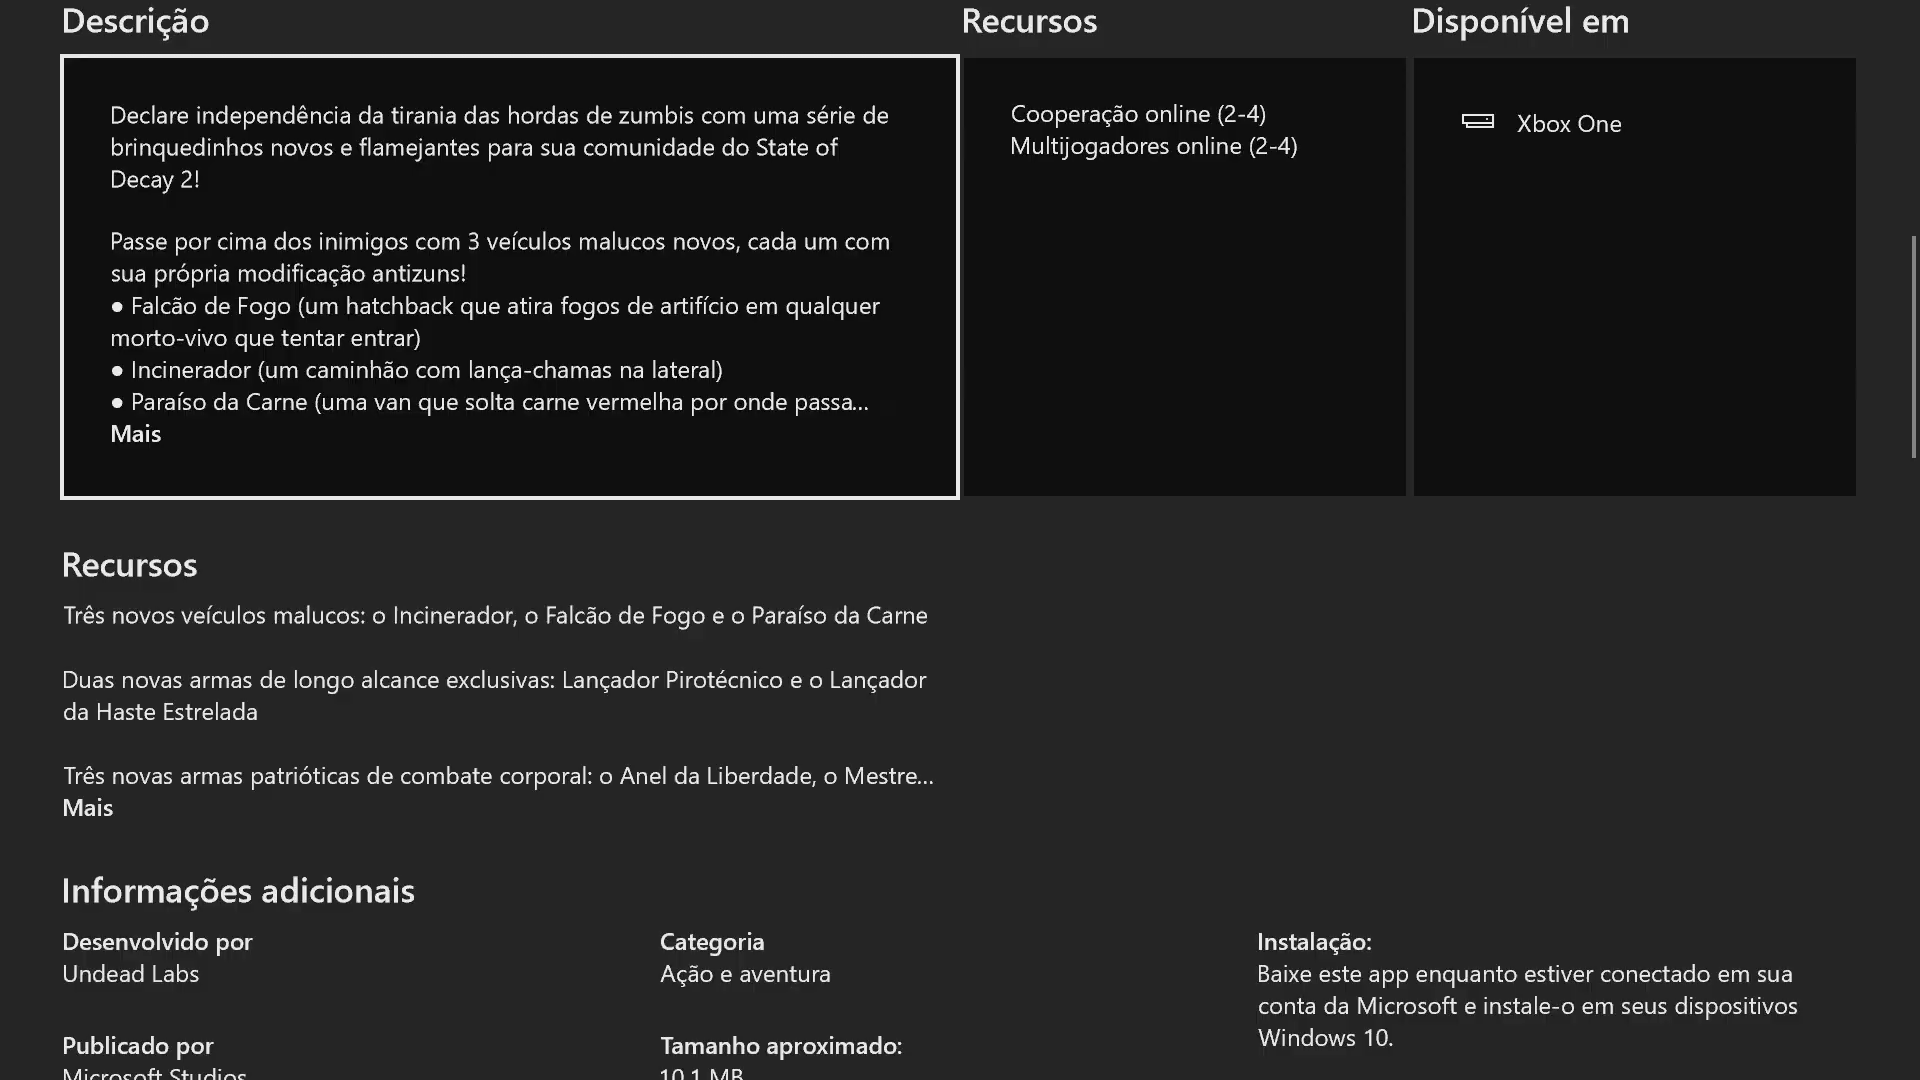 Descrição
Declare independência da tirania das hordas de zumbis com uma série de
brinquedinhos novos e flamejantes para sua comunidade do State of
Decay 2!
Passe por cima dos inimigos com 3 veículos malucos novos, cada um com
sua própria modificação antizuns!
● Falcão de Fogo (um hatchback que atira fogos de artifício em qualquer
morto-vivo que tentar entrar)
● Incinerador (um caminhão com lança-chamas na lateral)
● Paraíso da Carne (uma van que solta carne vermelha por onde passa...
Mais
Recursos
Cooperação online (2-4)
Multijogadores online (2-4)
Disponível em
Xbox One
Recursos
Três novos veículos malucos: o Incinerador, o Falcão de Fogo e o Paraíso da Carne
Duas novas armas de longo alcance exclusivas: Lançador Pirotécnico e o Lançador
da Haste Estrelada
Três novas armas patrióticas de combate corporal: o Anel da Liberdade, o Mestre...
Mais
Informações adicionais
Desenvolvido por
Undead Labs
Publicado por
Microsoft Studios
Categoria
Ação e aventura
Tamanho aproximado:
10.1 MB
Instalação:
Baixe este app enquanto estiver conectado em sua
conta da Microsoft e instale-o em seus dispositivos
Windows 10.